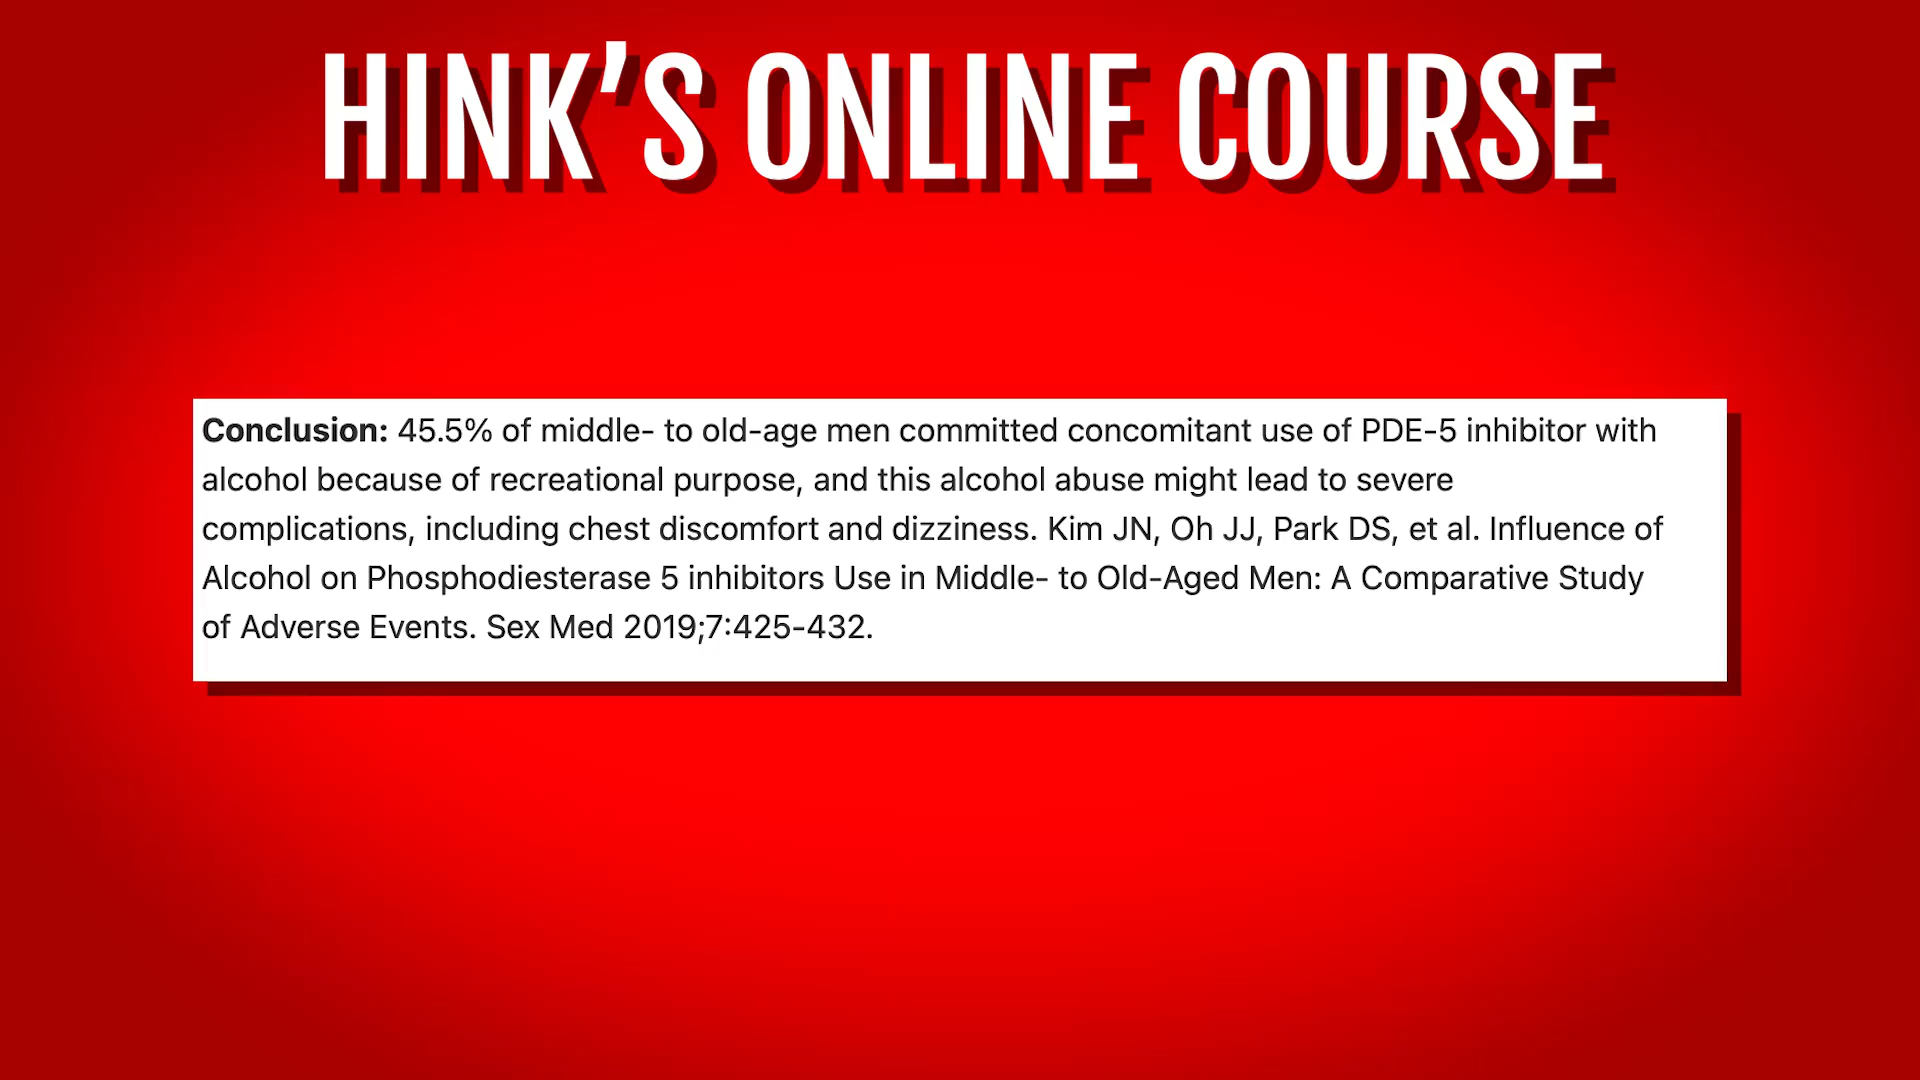 HINK'S ONLINE COURSE
Conclusion: 45.5% of middle- to old-age men committed concomitant use of PDE-5 inhibitor with
alcohol because of recreational purpose, and this alcohol abuse might lead to severe
complications, including chest discomfort and dizziness. Kim JN, Oh JJ, Park DS, et al. Influence of
Alcohol on Phosphodiesterase 5 inhibitors Use in Middle- to Old-Aged Men: A Comparative Study
of Adverse Events. Sex Med 2019;7:425-432.